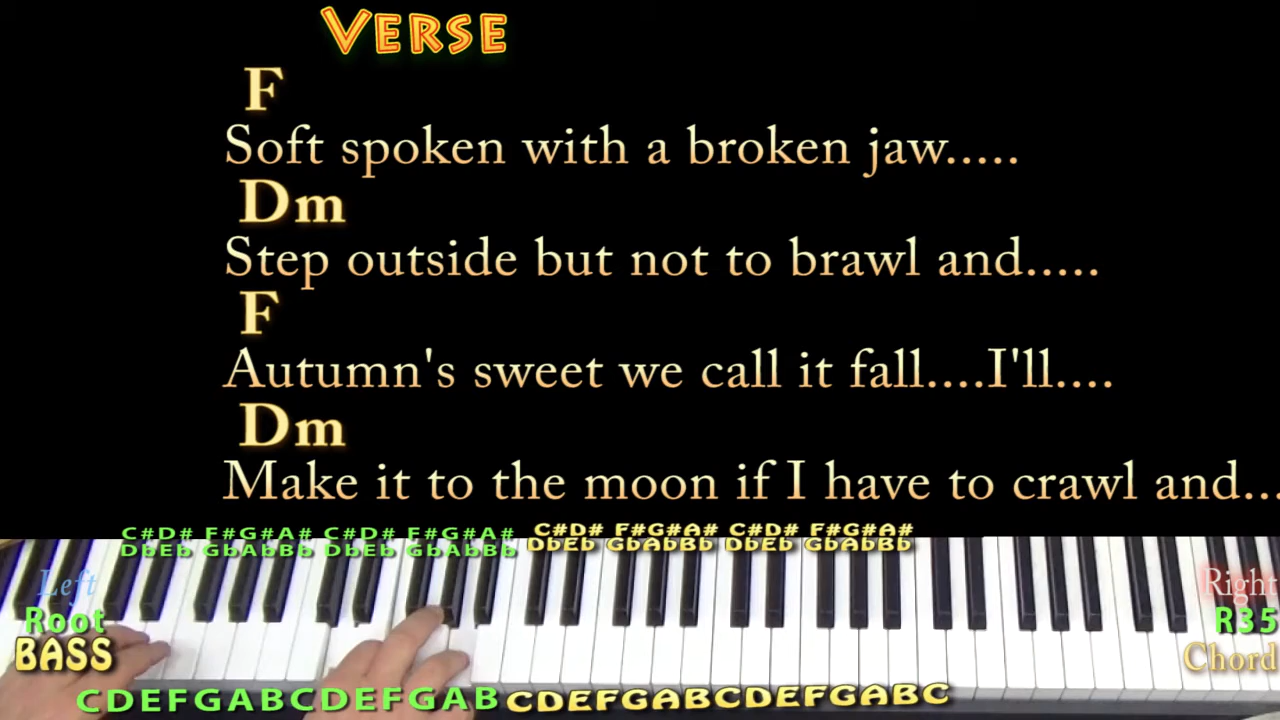 VERSE
F
Soft spoken with a broken jaw.....
Dm
Step outside but not to brawl and.....
F
Autumn's sweet we call it fall....I'll....
Dm
Make it to the moon if I have to crawl and...
C#D# F#G#A# C#D# F#G#A# C#D# F#G#A# C#D# F#G#A#
DbEb GbAbBb DbEb GbAbBb DbEb GbAbBb DbEb GbAbBb
Left
Root
BASS
Right
R35
Chord
CDEFGABCDEFGAB CDEFGABCDEFGABC